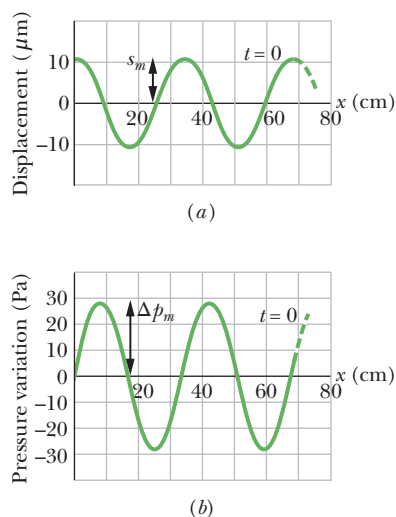 Displacement (μm)
10
0
−10
s_m
t = 0
20
40
60
80
x (cm)
(a)
Pressure variation (Pa)
30
20
10
0
−10
−20
−30
Δp_m
t = 0
20
40
60
80
x (cm)
(b)